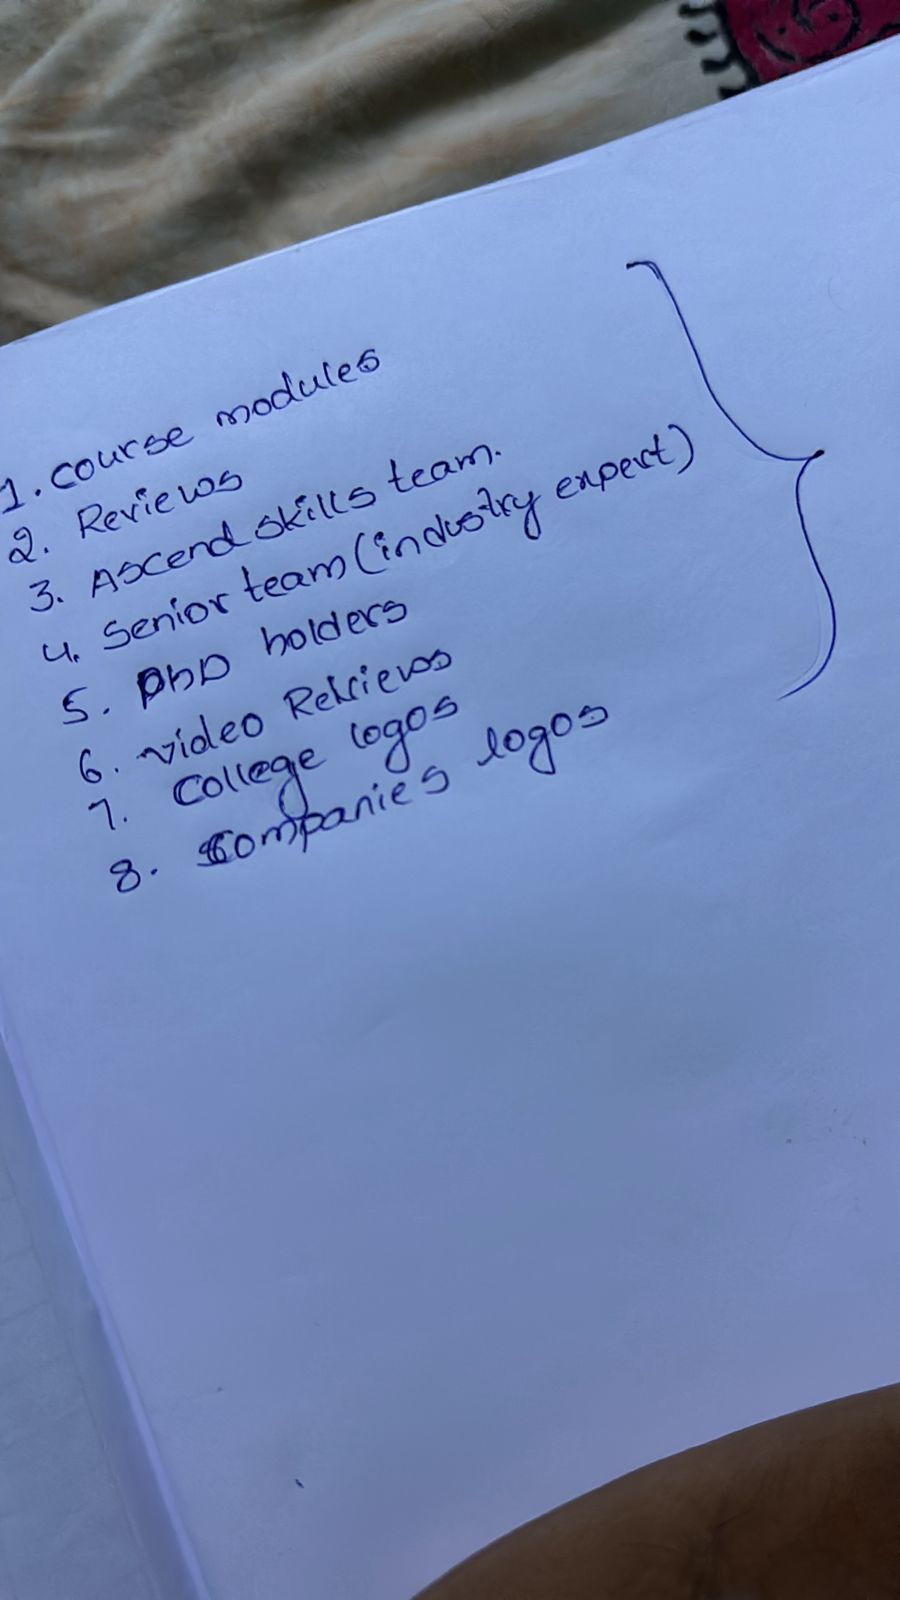 1. course modules
2. Reviews
3. Ascend skills team.
4. Senior team (industry expert)
5. PhD holders
6. video Reviews
7. College logos
8. Companies logos